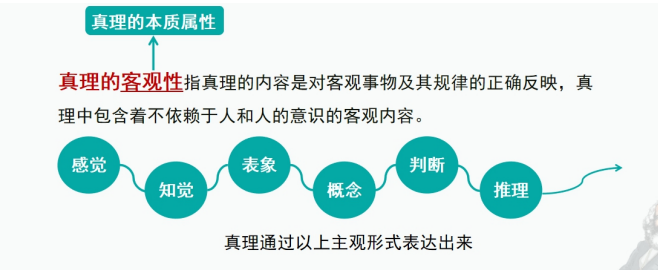 真理的本质属性
真理的客观性指真理的内容是对客观事物及其规律的正确反映，真
理中包含着不依赖于人和人的意识的客观内容。
感觉
知觉
表象
概念
判断
推理
真理通过以上主观形式表达出来